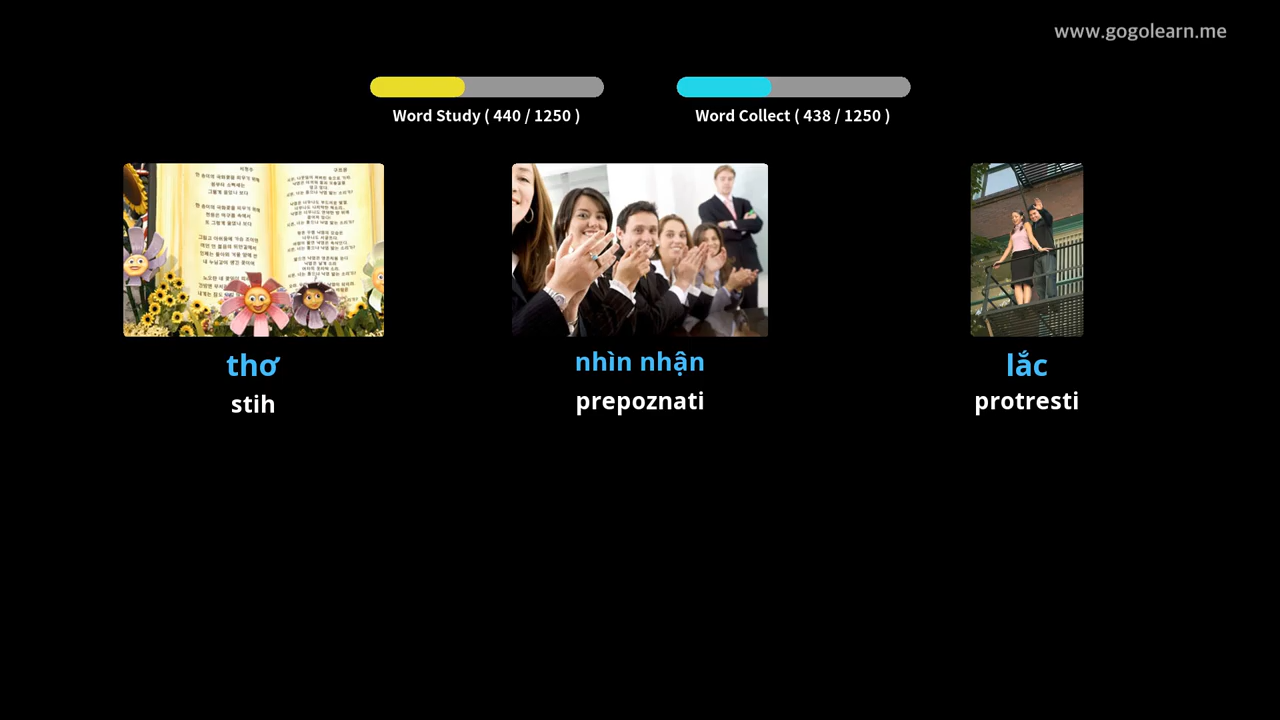 www.gogolearn.me
Word Study ( 440 / 1250 )
Word Collect ( 438 / 1250 )
thơ
nhìn nhận
lắc
stih
prepoznati
protresti